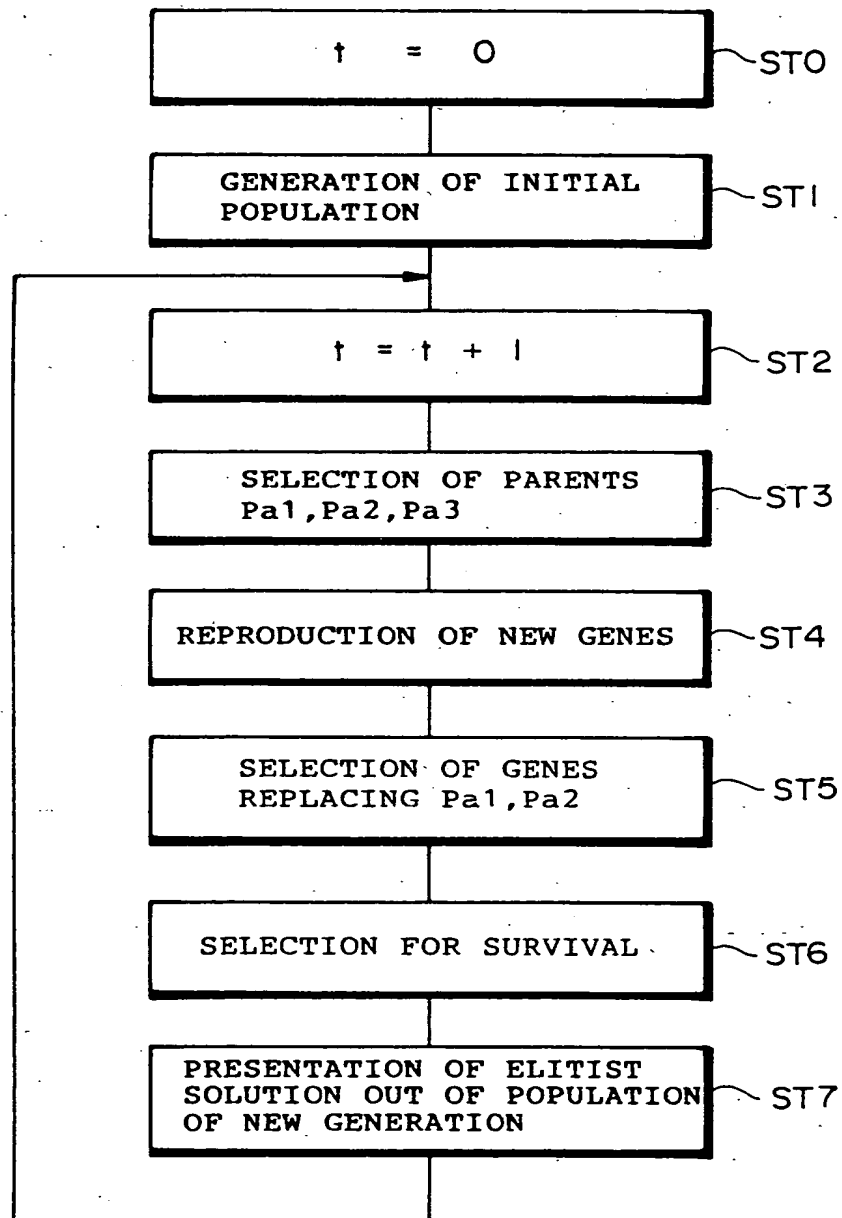 t = 0
ST0
GENERATION OF INITIAL
POPULATION
ST1
t = t + 1
ST2
SELECTION OF PARENTS
Pa1,Pa2,Pa3
ST3
REPRODUCTION OF NEW GENES
ST4
SELECTION OF GENES
REPLACING Pa1,Pa2
ST5
SELECTION FOR SURVIVAL
ST6
PRESENTATION OF ELITIST
SOLUTION OUT OF POPULATION
OF NEW GENERATION
ST7